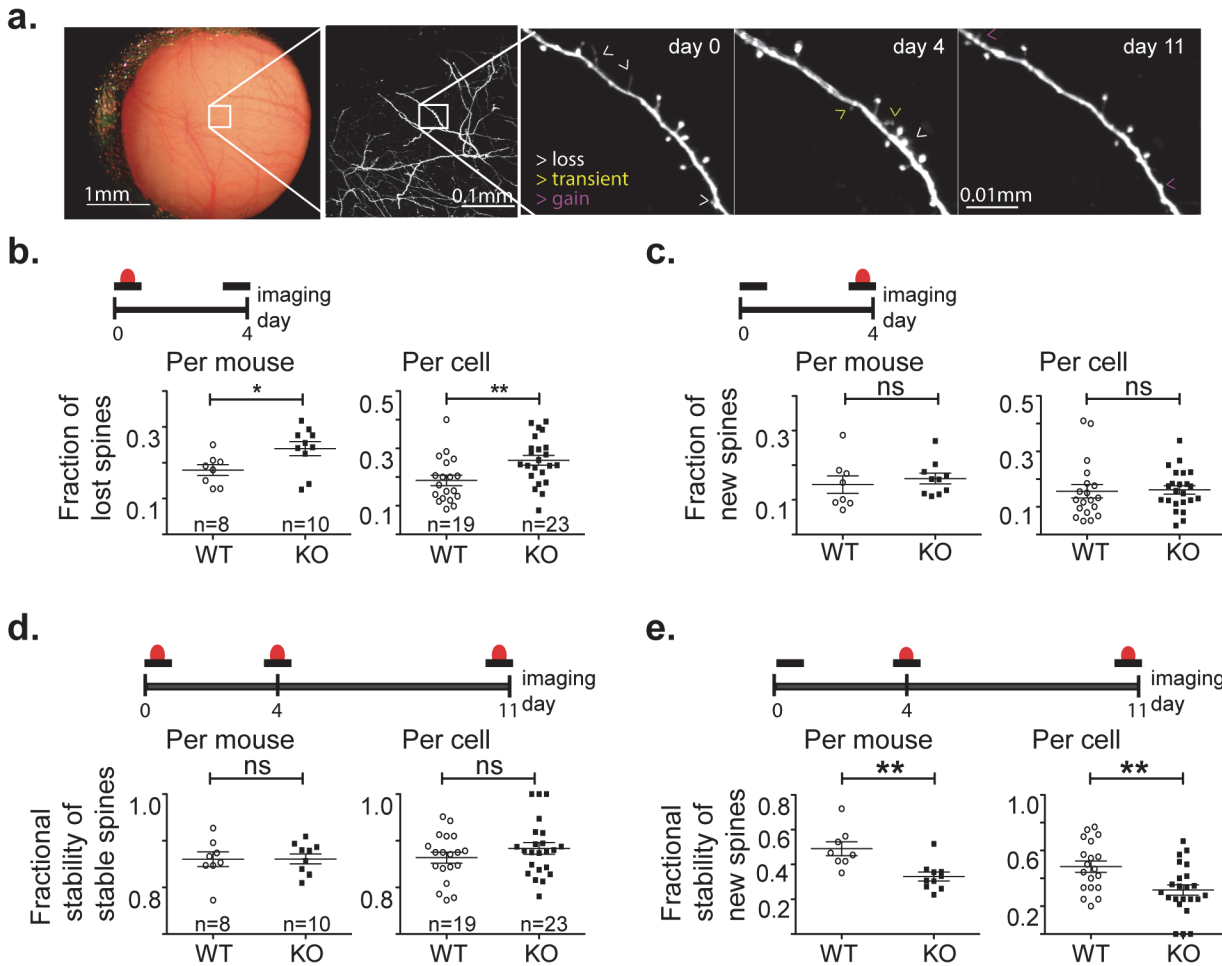 a.
day 0
day 4
day 11
> loss
> transient
> gain
1mm
0.1mm
0.01mm
b.
imaging
day
0
4
Per mouse
Per cell
Fraction of
lost spines
*
**
0.3
0.1
0.5
0.3
0.1
n=8
n=10
n=19
n=23
WT
KO
WT
KO
c.
imaging
day
0
4
Per mouse
Per cell
Fraction of
new spines
ns
ns
0.3
0.1
0.5
0.3
0.1
WT
KO
WT
KO
d.
imaging
day
0
4
11
Per mouse
Per cell
Fractional
stability of
stable spines
ns
ns
1.0
0.8
1.0
0.8
n=8
n=10
n=19
n=23
WT
KO
WT
KO
e.
imaging
day
0
4
11
Per mouse
Per cell
Fractional
stability of
new spines
**
**
0.8
0.6
0.4
0.2
1.0
0.6
0.2
WT
KO
WT
KO